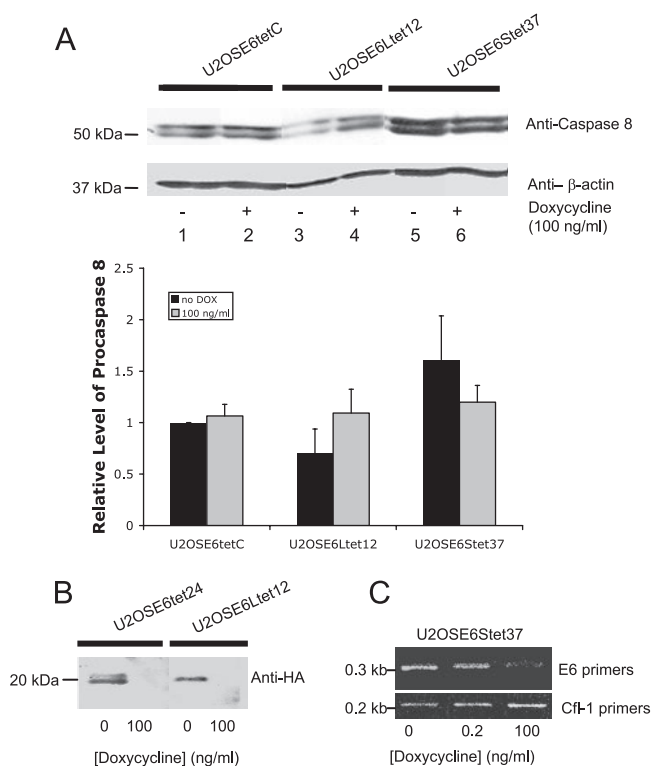 A
U2OSE6tetC
U2OSE6Ltet12
U2OSE6Stet37
50 kDa
Anti-Caspase 8
37 kDa
Anti– β-actin
- + - + - +
Doxycycline
(100 ng/ml)
1 2 3 4 5 6
Relative Level of Procaspase 8
2.5
2
1.5
1
0.5
0
no DOX
100 ng/ml
U2OSE6tetC
U2OSE6Ltet12
U2OSE6Stet37
B
U2OSE6tet24
U2OSE6Ltet12
20 kDa
Anti-HA
0 100 0 100
[Doxycycline] (ng/ml)
C
U2OSE6Stet37
0.3 kb
E6 primers
0.2 kb
Cfl-1 primers
0 0.2 100
[Doxycycline] (ng/ml)